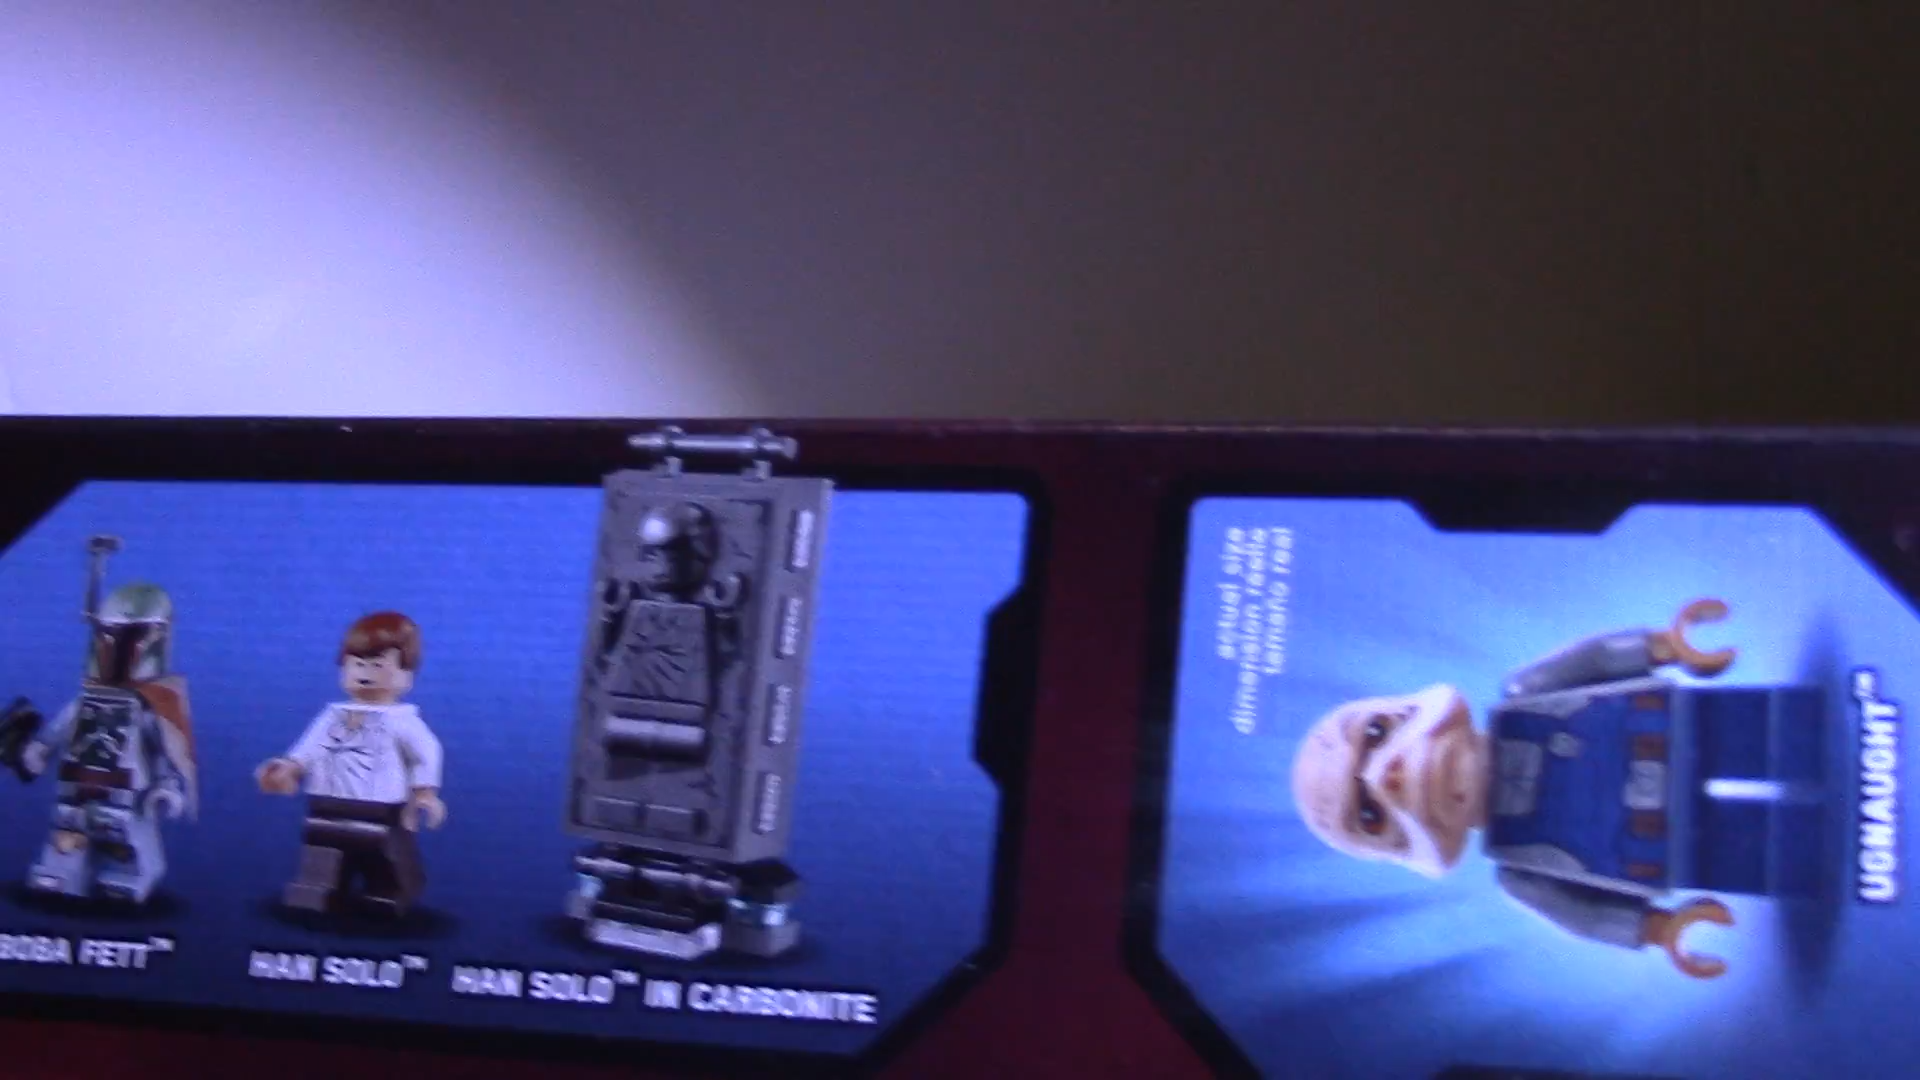 BOBA FETT™
HAN SOLO™
HAN SOLO™ IN CARBONITE
actual size
dimension réelle
tamaño real
UGNAUGHT™